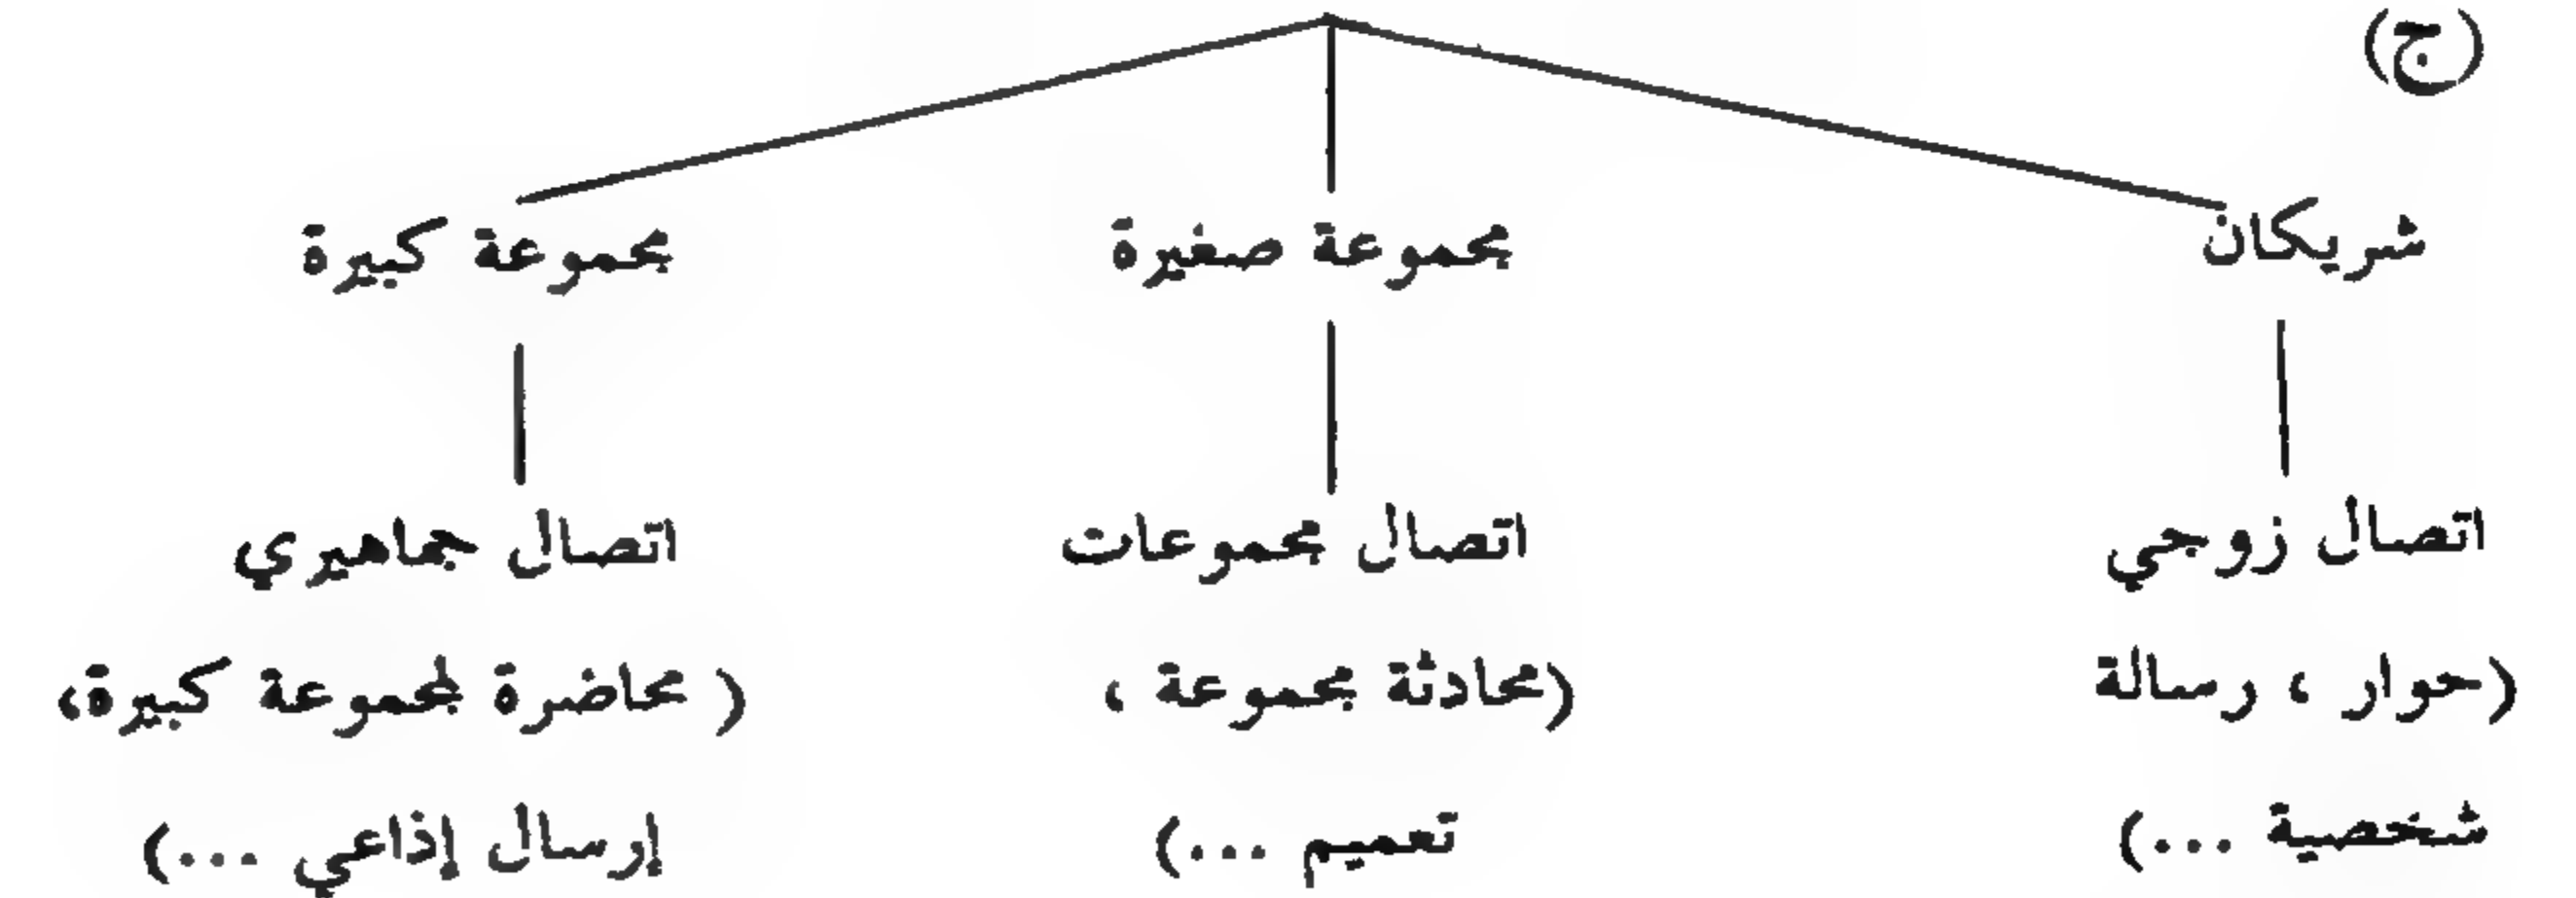 (ج)
شريكان مجموعة صغيرة مجموعة كبيرة
اتصال زوجي اتصال مجموعات اتصال جماهيري
(حوار ، رسالة (محادثة مجموعة ، ( محاضرة لمجموعة كبيرة،
شخصية ...) تعميم ...) إرسال إذاعي ...)